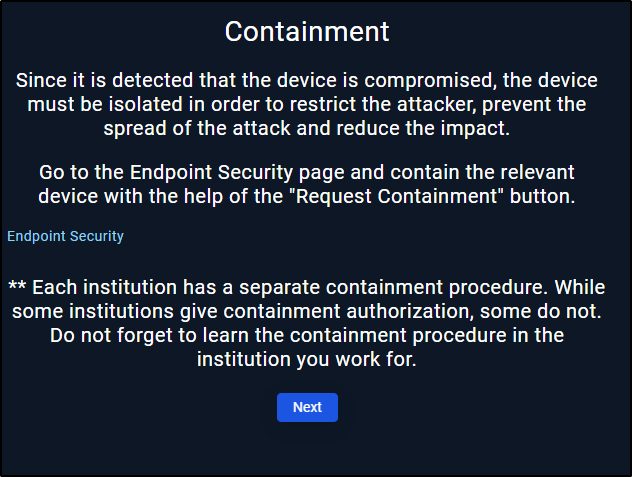 Containment
Since it is detected that the device is compromised, the device
must be isolated in order to restrict the attacker, prevent the
spread of the attack and reduce the impact.
Go to the Endpoint Security page and contain the relevant
device with the help of the "Request Containment" button.
Endpoint Security
** Each institution has a separate containment procedure. While
some institutions give containment authorization, some do not.
Do not forget to learn the containment procedure in the
institution you work for.
Next